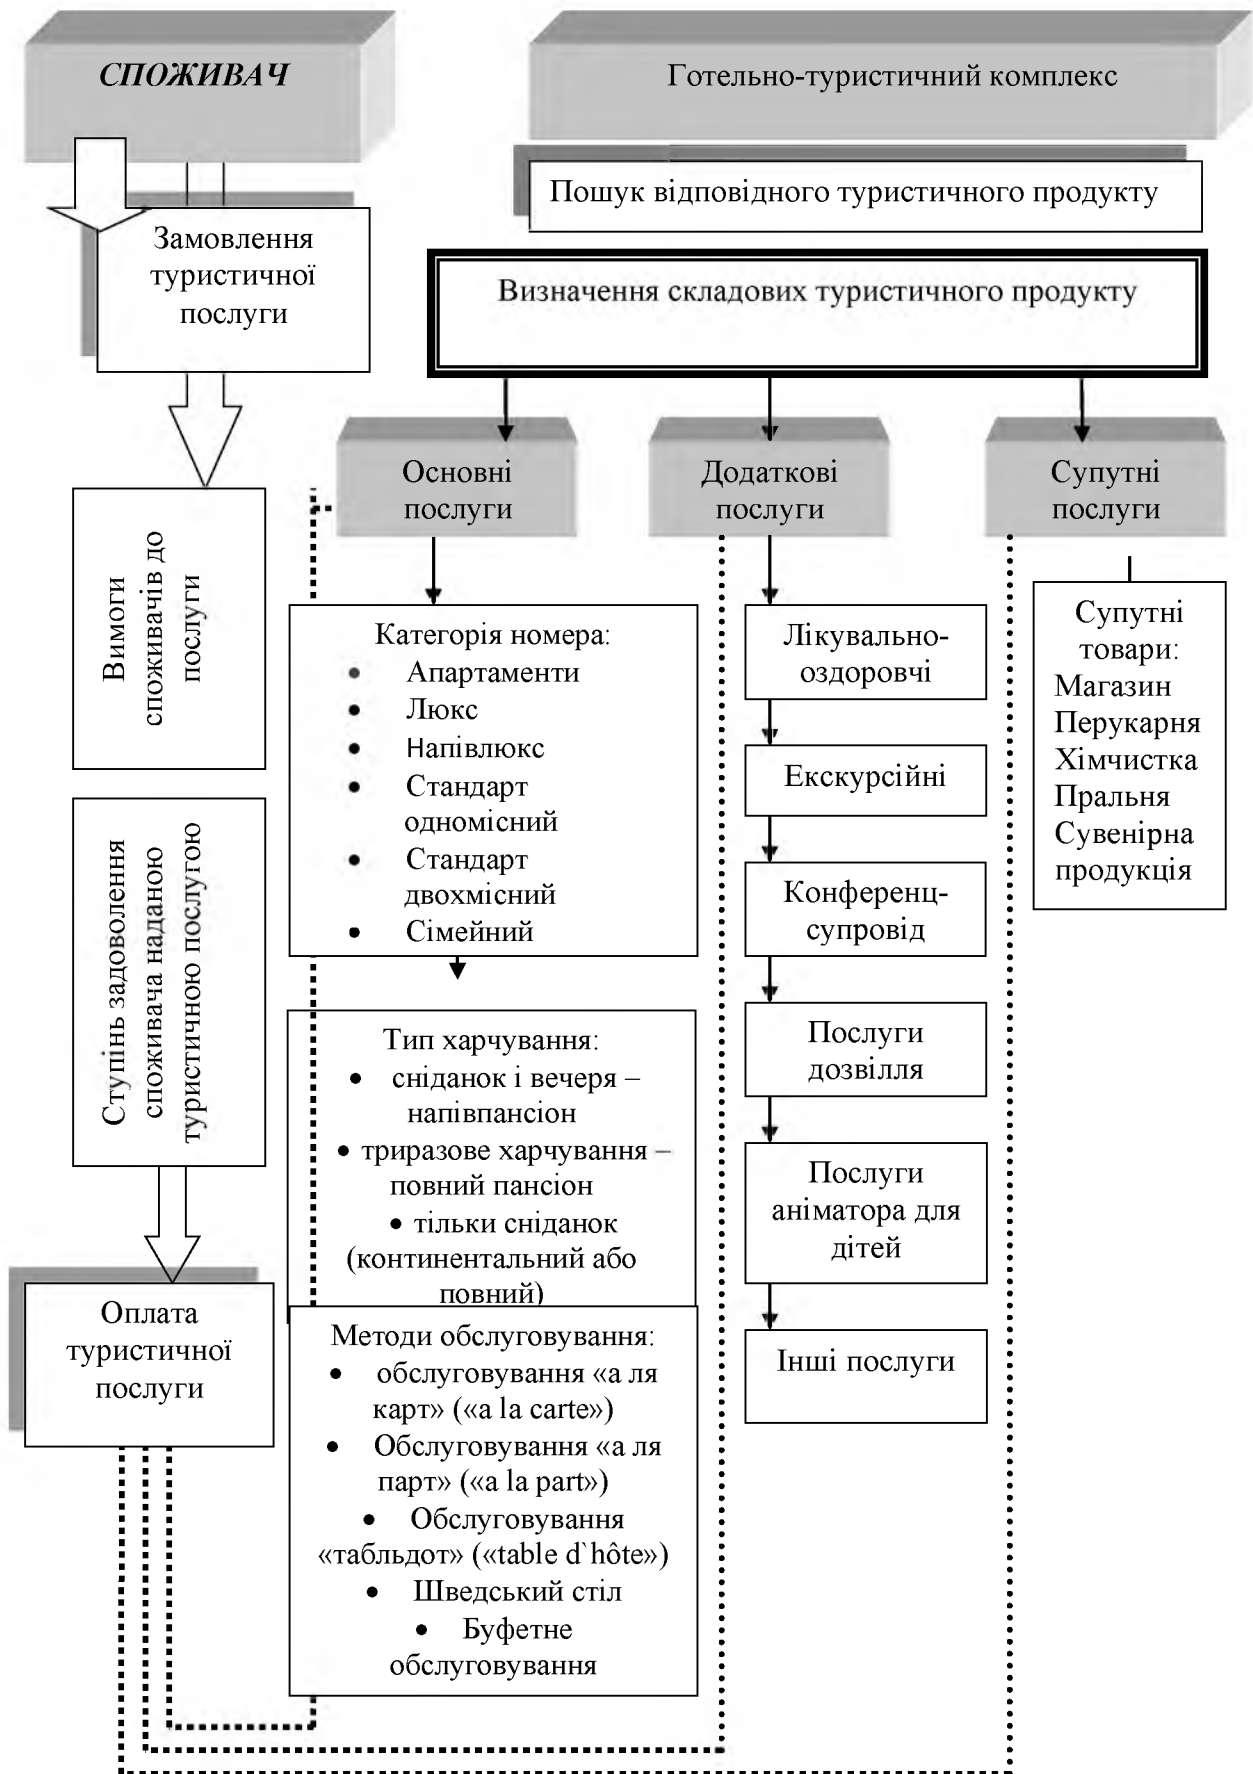 СПОЖИВАЧ
Готельно-туристичний комплекс
Пошук відповідного туристичного продукту
Замовлення
туристичної
послуги
Визначення складових туристичного продукту
Основні
послуги
Додаткові
послуги
Супутні
послуги
Вимоги
споживачів до
послуги
Ступінь задоволення
споживача наданою
туристичною послугою
Оплата
туристичної
послуги
Категорія номера:
• Апартаменти
• Люкс
• Напівлюкс
• Стандарт
одномісний
• Стандарт
двохмісний
• Сімейний
Тип харчування:
• сніданок і вечеря –
напівпансіон
• триразове харчування –
повний пансіон
• тільки сніданок
(континентальний або
повний)
Методи обслуговування:
• обслуговування «а ля
карт» («a la carte»)
• Обслуговування «а ля
парт» («a la part»)
• Обслуговування
«табльдот» («table d`hôte»)
• Шведський стіл
• Буфетне
обслуговування
Лікувально-
оздоровчі
Екскурсійні
Конференц-
супровід
Послуги
дозвілля
Послуги
аніматора для
дітей
Інші послуги
Супутні
товари:
Магазин
Перукарня
Хімчистка
Пральня
Сувенірна
продукція